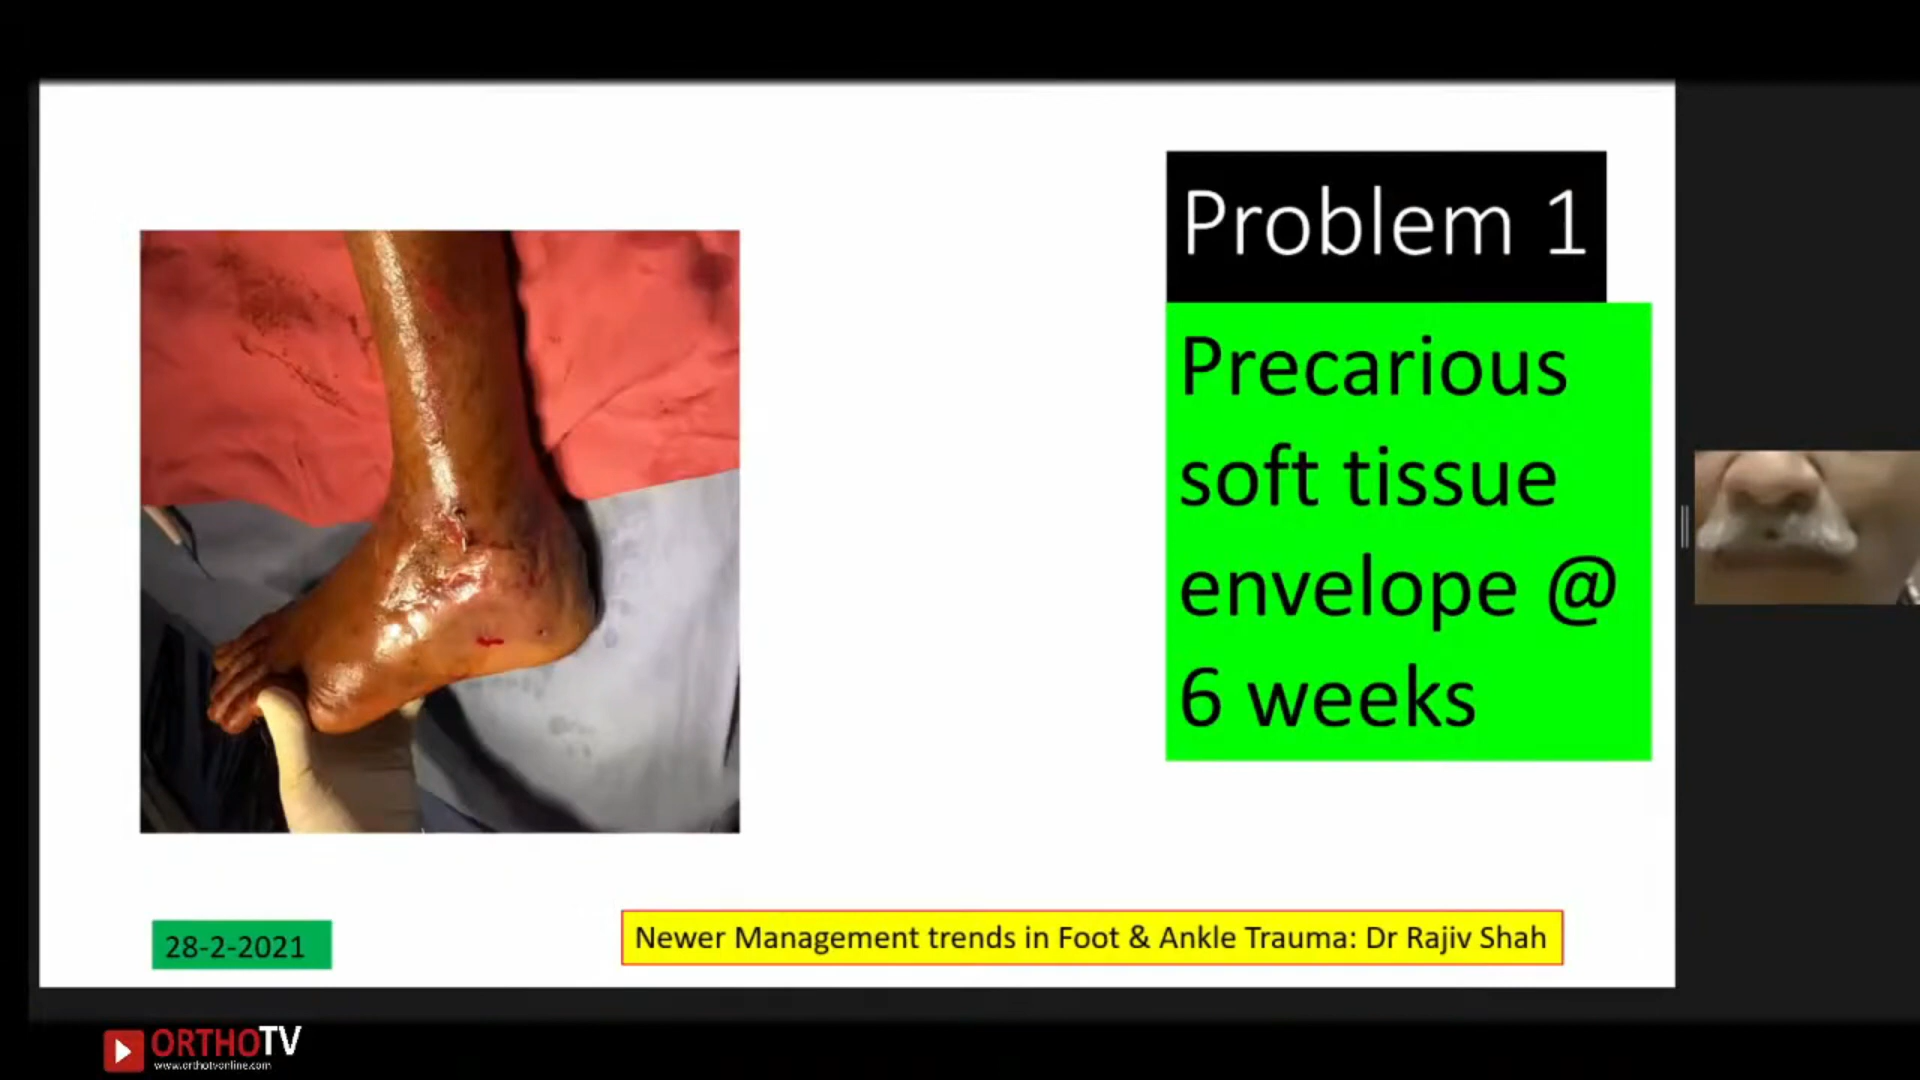 Problem 1
Precarious
soft tissue
envelope @
6 weeks
28-2-2021
Newer Management trends in Foot & Ankle Trauma: Dr Rajiv Shah
ORTHOTV
www.orthotvonline.com